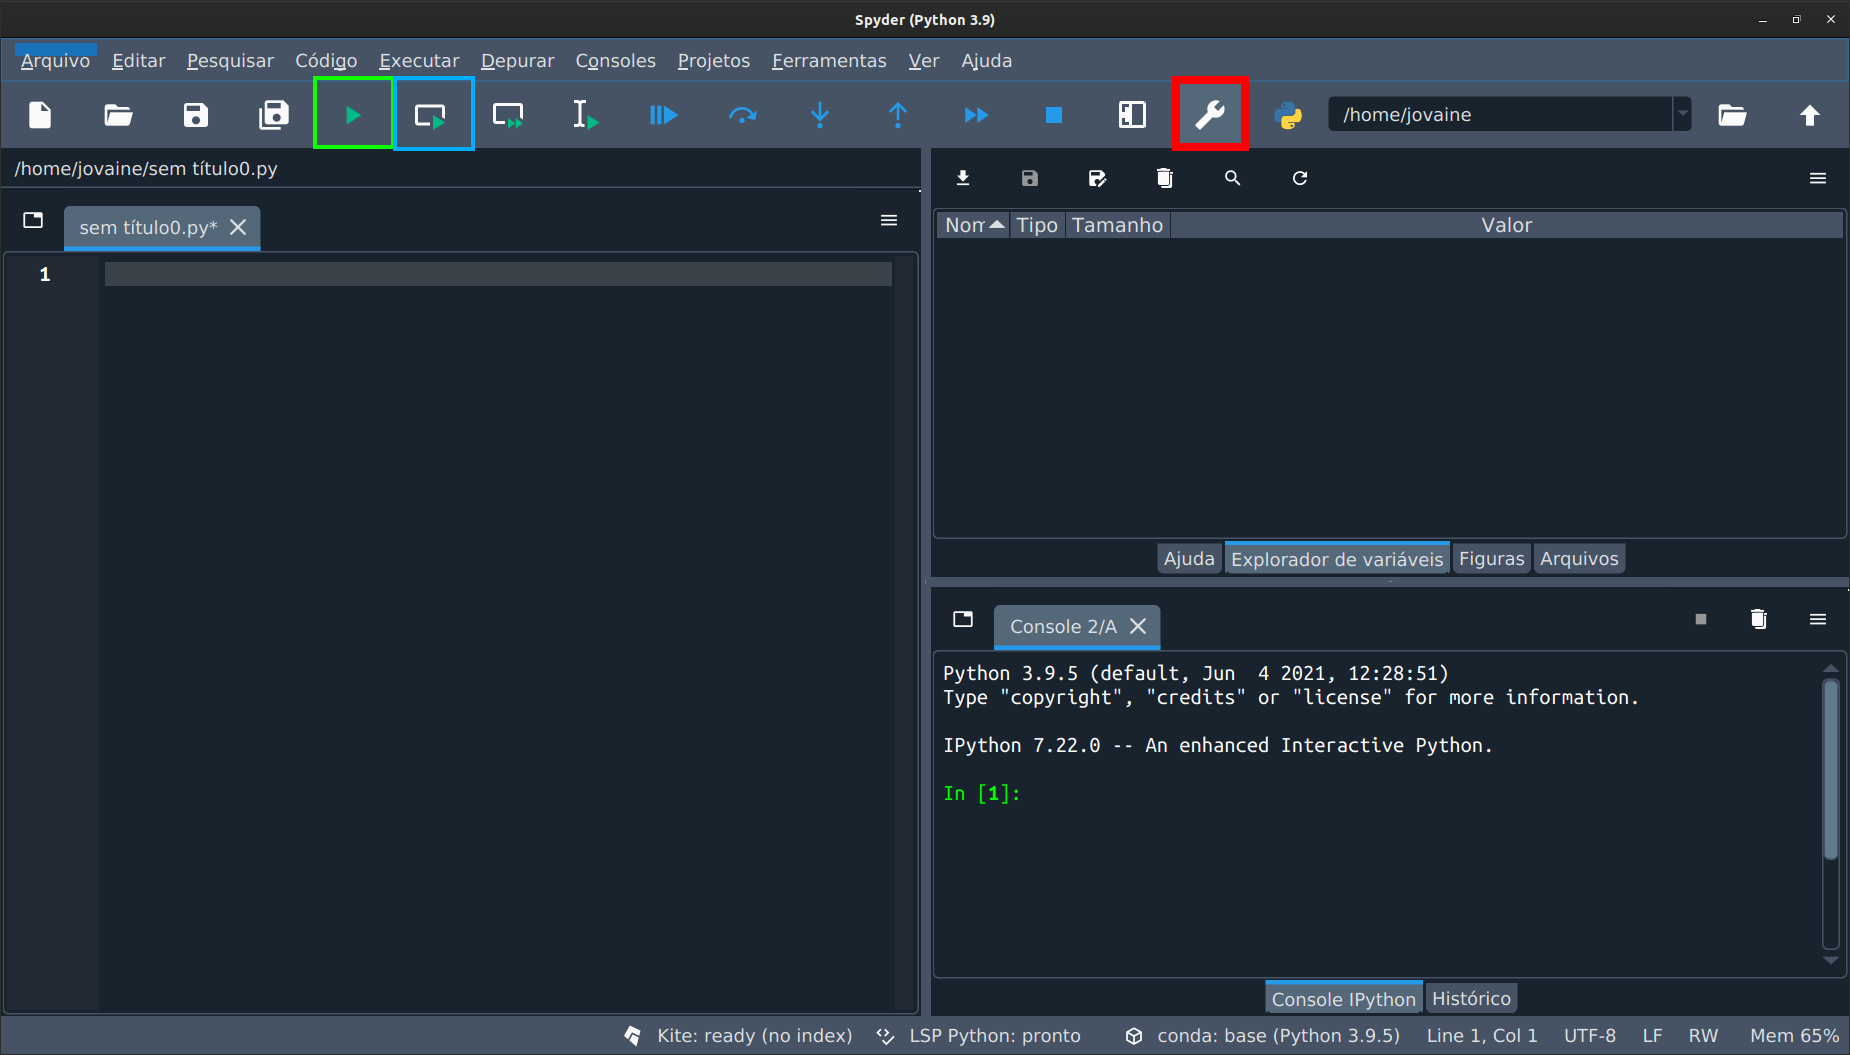 Spyder (Python 3.9)
Arquivo Editar Pesquisar Código Executar Depurar Consoles Projetos Ferramentas Ver Ajuda
/home/jovaine
/home/jovaine/sem título0.py
sem título0.py*
1
Nom Tipo Tamanho Valor
Ajuda Explorador de variáveis Figuras Arquivos
Console 2/A
Python 3.9.5 (default, Jun  4 2021, 12:28:51)
Type "copyright", "credits" or "license" for more information.
IPython 7.22.0 -- An enhanced Interactive Python.
In [1]:
Console IPython Histórico
Kite: ready (no index) LSP Python: pronto conda: base (Python 3.9.5) Line 1, Col 1 UTF-8 LF RW Mem 65%